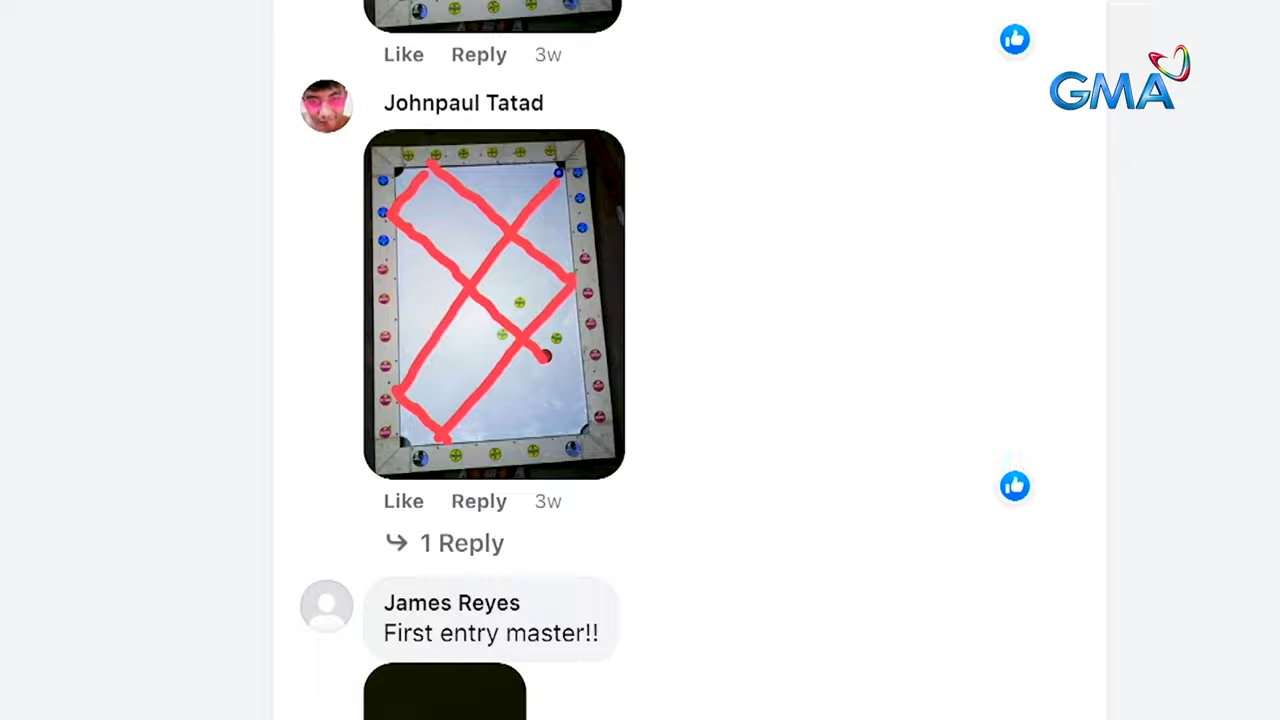 Like Reply 3w
GMA
Johnpaul Tatad
Like Reply 3w
1 Reply
James Reyes
First entry master!!